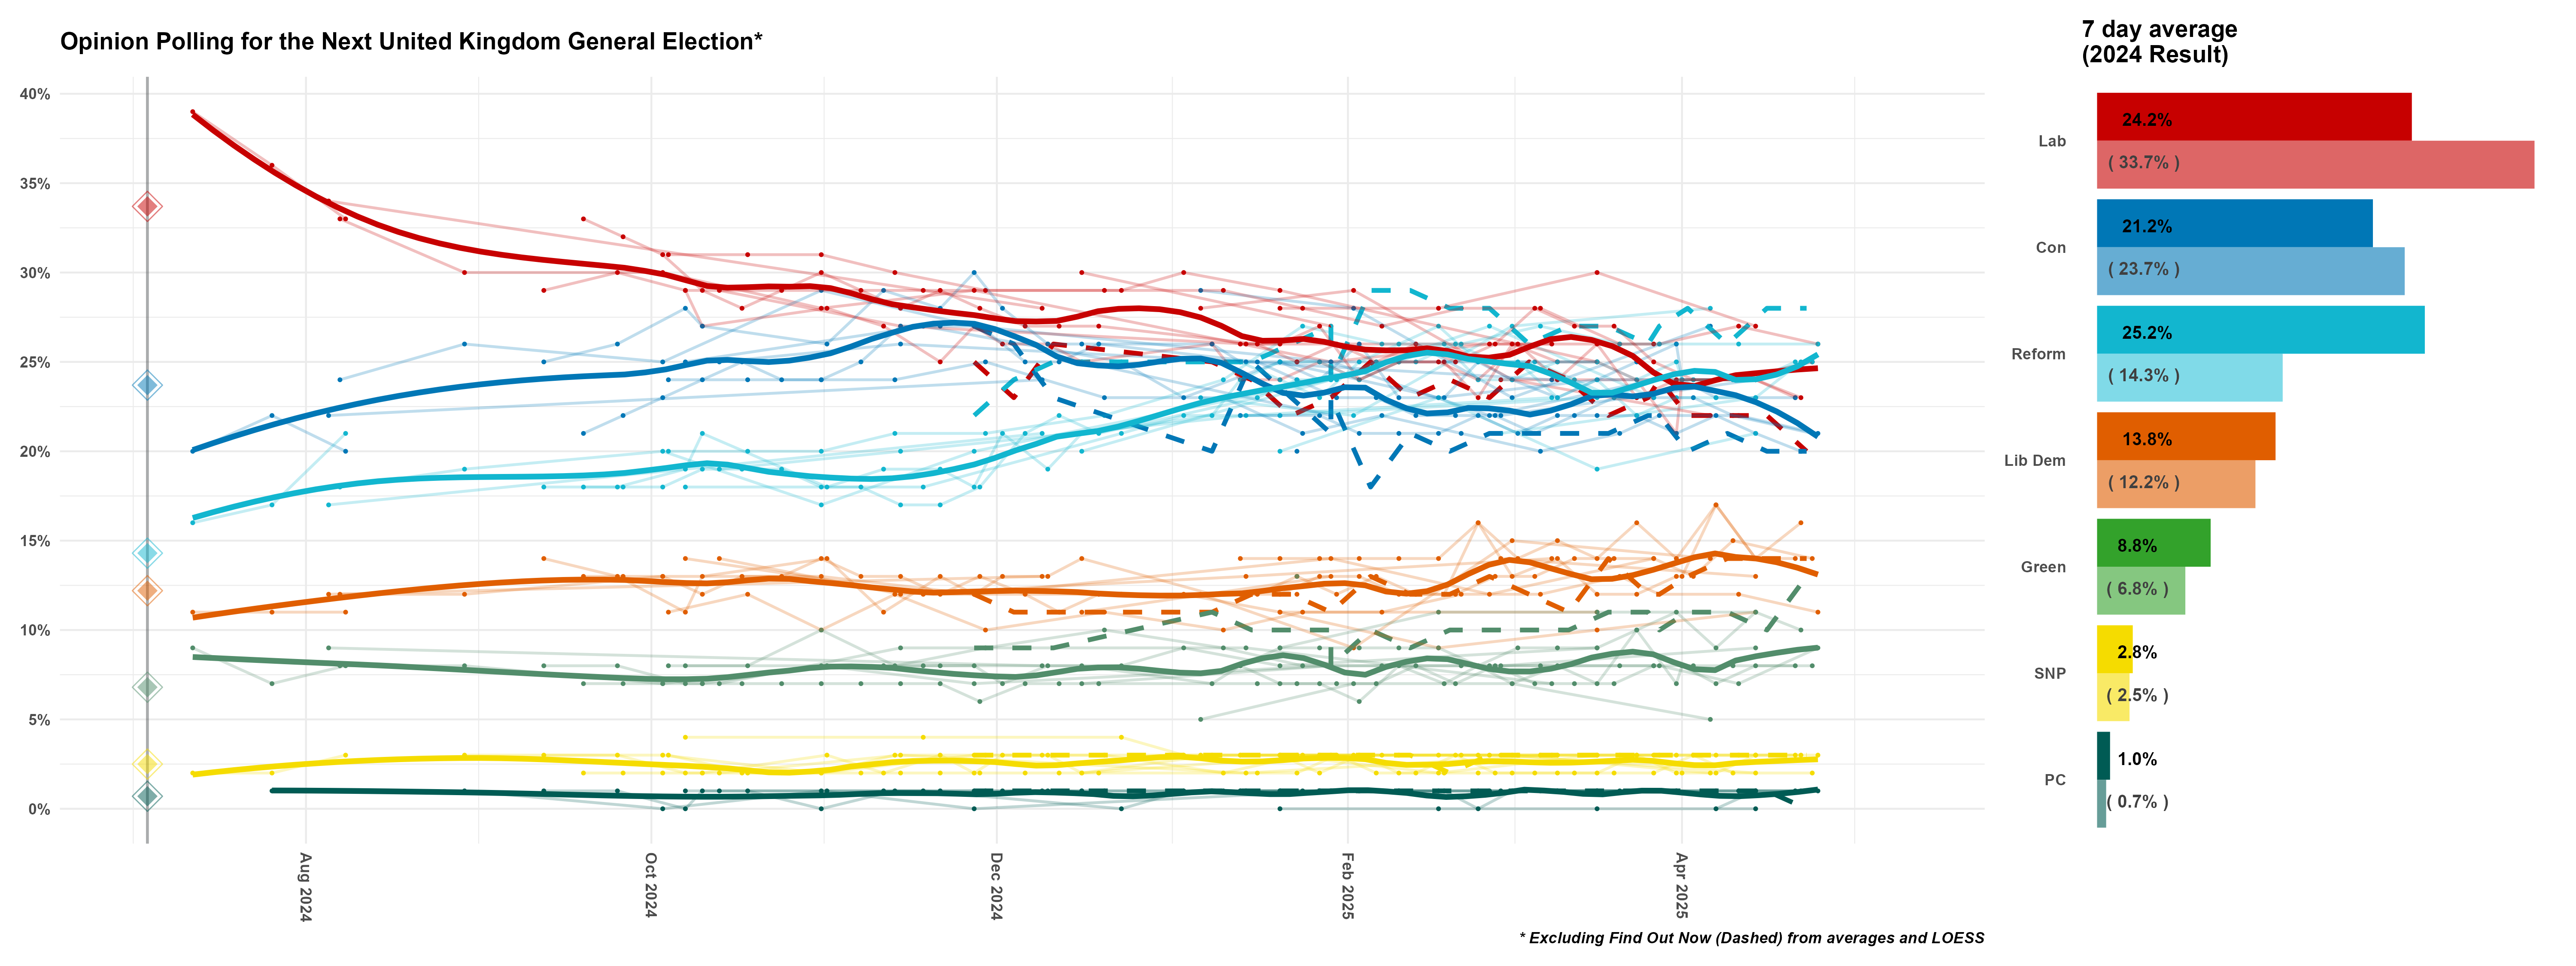 Opinion Polling for the Next United Kingdom General Election*
40%
35%
30%
25%
20%
15%
10%
5%
0%
Aug 2024
Oct 2024
Dec 2024
Feb 2025
Apr 2025
* Excluding Find Out Now (Dashed) from averages and LOESS
7 day average
(2024 Result)
Lab
24.2%
( 33.7% )
Con
21.2%
( 23.7% )
Reform
25.2%
( 14.3% )
Lib Dem
13.8%
( 12.2% )
Green
8.8%
( 6.8% )
SNP
2.8%
( 2.5% )
PC
1.0%
( 0.7% )